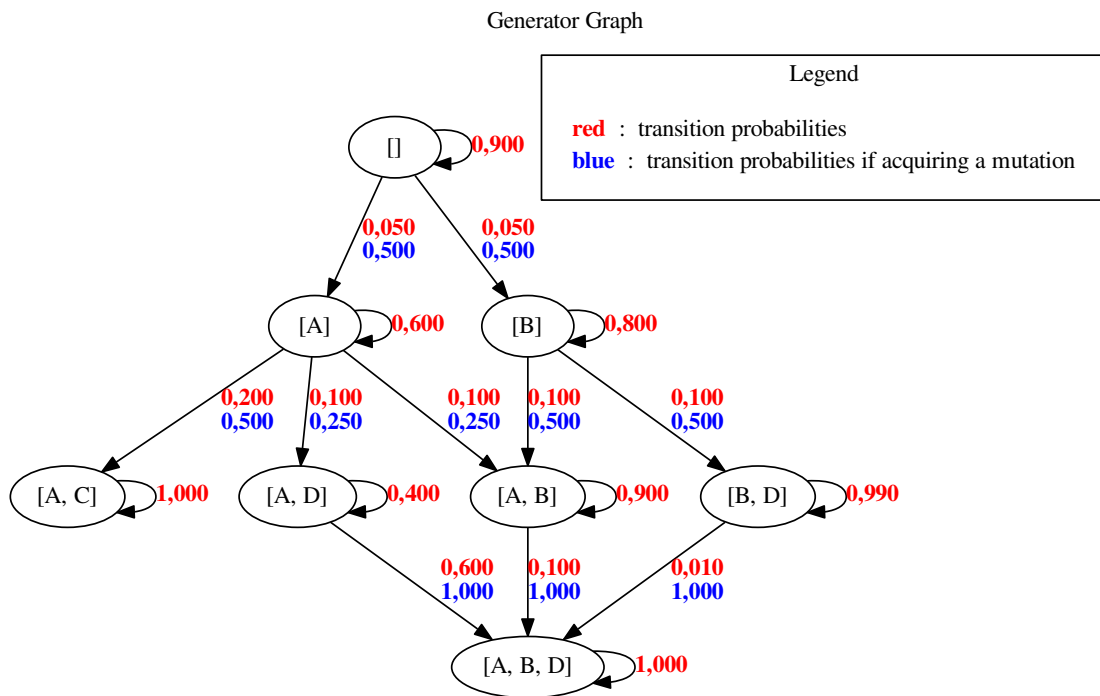 Generator Graph
Legend
red : transition probabilities
blue : transition probabilities if acquiring a mutation
[]
0,900
0,050
0,500
0,050
0,500
[A]
0,600
[B]
0,800
0,200
0,500
0,100
0,250
0,100
0,250
0,100
0,500
0,100
0,500
[A, C]
1,000
[A, D]
0,400
[A, B]
0,900
[B, D]
0,990
0,600
1,000
0,100
1,000
0,010
1,000
[A, B, D]
1,000